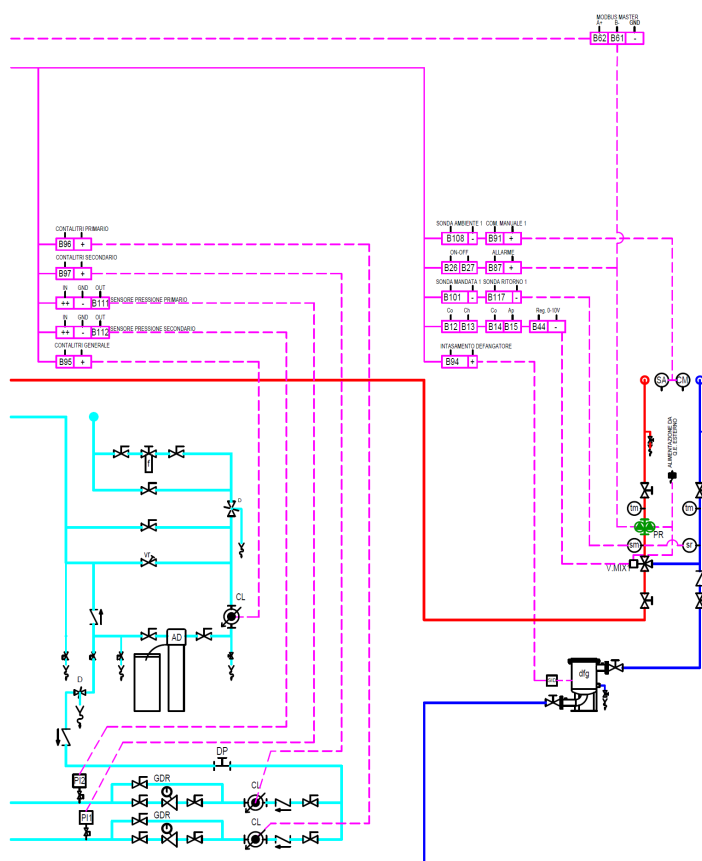 MODBUS MASTER
A+ B- GND
B62 B61 -
CONTALITRI PRIMARIO
B96 +
CONTALITRI SECONDARIO
B97 +
IN GND OUT
++ - B111 SENSORE PRESSIONE PRIMARIO
IN GND OUT
++ - B112 SENSORE PRESSIONE SECONDARIO
CONTALITRI GENERALE
B95 +
SONDA AMBIENTE 1 COM. MANUALE 1
B108 - B91 +
ON-OFF ALLARME
B26 B27 B87 +
SONDA MANDATA 1 SONDA RITORNO 1
B101 - B117 -
Co Ch Co Ap Reg. 0-10V
B12 B13 B14 B15 B44 -
INTASAMENTO DEFANGATORE
B94 +
SA CM
ALIMENTAZIONE DA
Q.E. ESTERNO
tm tm
PR
sm sr
V.MIX1
f
D
vr
CL
AD
D
dfg
DP
PI2 GDR CL
PI1 GDR CL